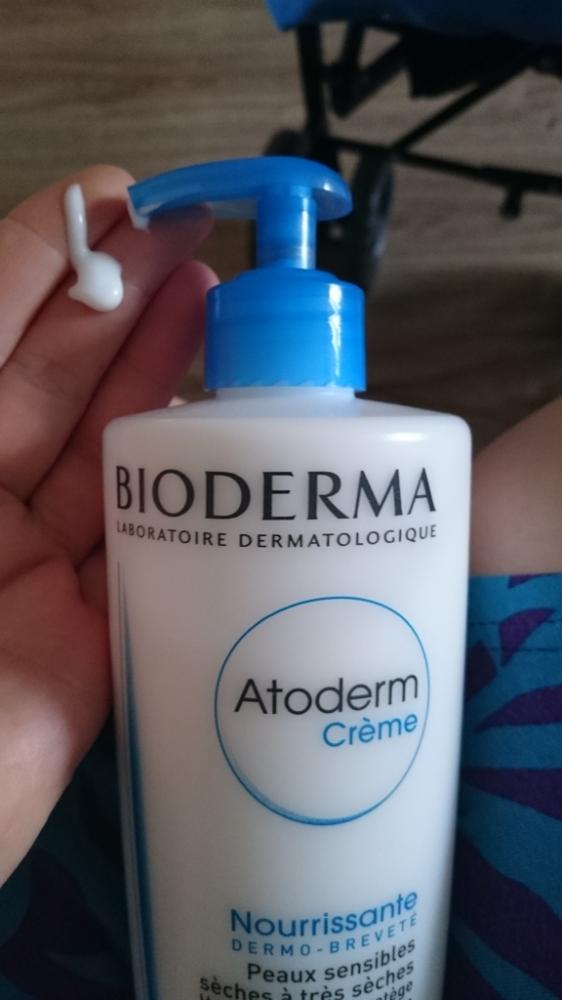 BIODERMA
LABORATOIRE DERMATOLOGIQUE
Atoderm
Crème
Nourrissante
DERMO-BREVETÉ
Peaux sensibles
sèches à très sèches